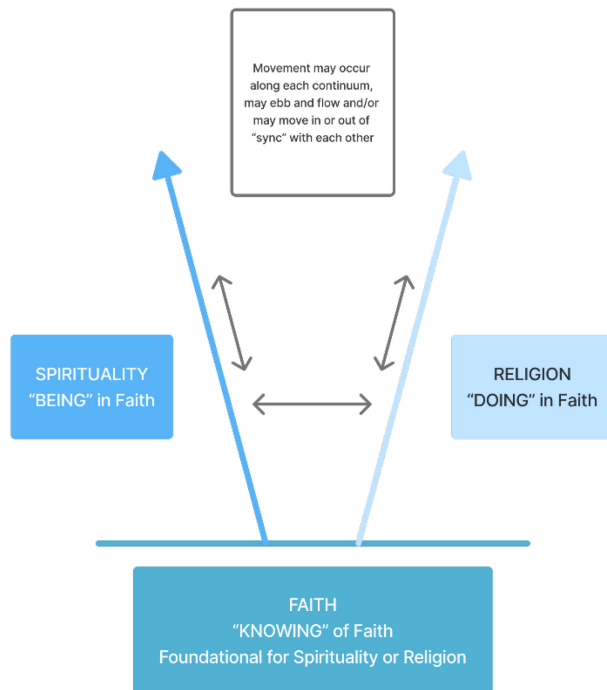 Movement may occur
along each continuum,
may ebb and flow and/or
may move in or out of
“sync” with each other
SPIRITUALITY
“BEING” in Faith
RELIGION
“DOING” in Faith
FAITH
“KNOWING” of Faith
Foundational for Spirituality or Religion